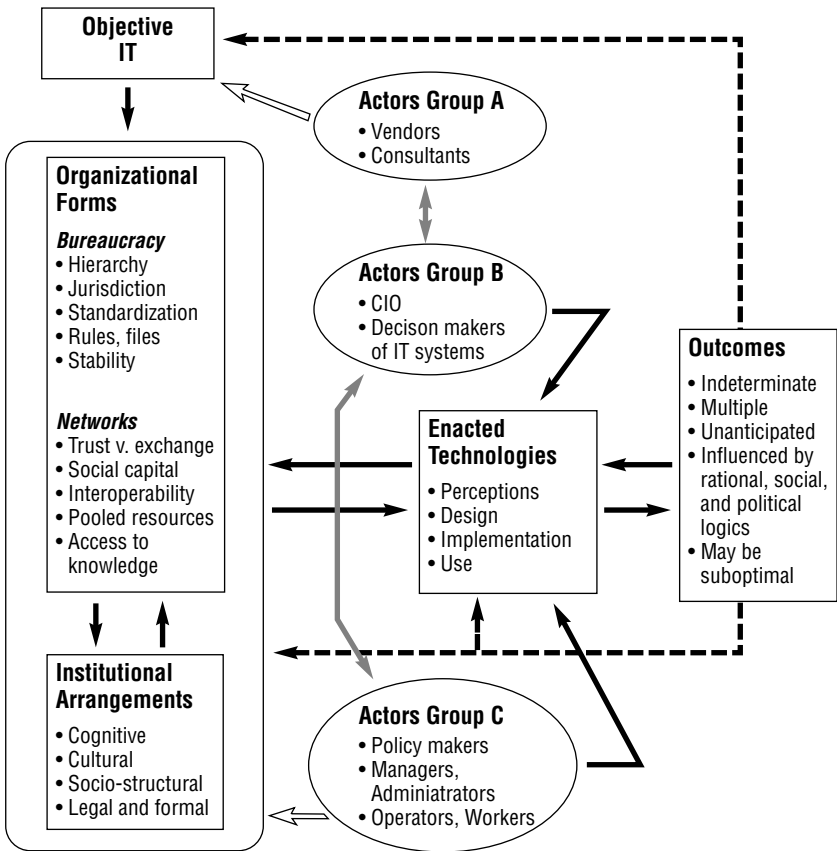 Objective
IT
Actors Group A
• Vendors
• Consultants
Organizational
Forms
Bureaucracy
• Hierarchy
• Jurisdiction
• Standardization
• Rules, files
• Stability
Networks
• Trust v. exchange
• Social capital
• Interoperability
• Pooled resources
• Access to
knowledge
Actors Group B
• CIO
• Decison makers
of IT systems
Enacted
Technologies
• Perceptions
• Design
• Implementation
• Use
Outcomes
• Indeterminate
• Multiple
• Unanticipated
• Influenced by
rational, social,
and political
logics
• May be
suboptimal
Institutional
Arrangements
• Cognitive
• Cultural
• Socio-structural
• Legal and formal
Actors Group C
• Policy makers
• Managers,
Adminiatrators
• Operators, Workers